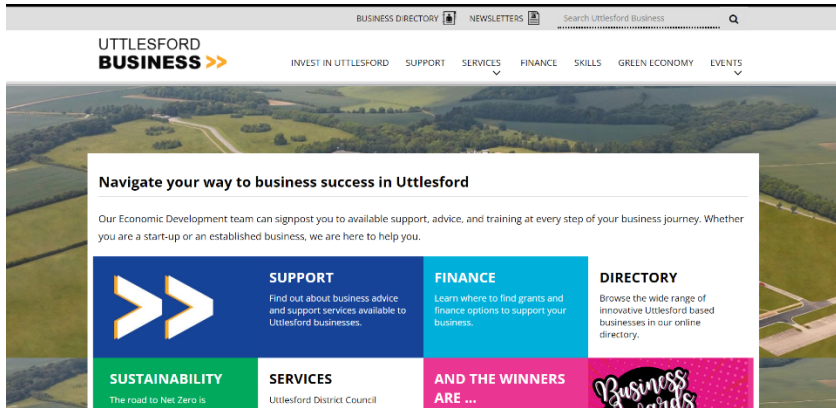 BUSINESS DIRECTORY
NEWSLETTERS
Search Uttlesford Business
UTTLESFORD
BUSINESS >>
INVEST IN UTTLESFORD
SUPPORT
SERVICES
FINANCE
SKILLS
GREEN ECONOMY
EVENTS
Navigate your way to business success in Uttlesford
Our Economic Development team can signpost you to available support, advice, and training at every step of your business journey. Whether
you are a start-up or an established business, we are here to help you.
SUPPORT
Find out about business advice
and support services available to
Uttlesford businesses.
FINANCE
Learn where to find grants and
finance options to support your
business.
DIRECTORY
Browse the wide range of
innovative Uttlesford based
businesses in our online
directory.
SUSTAINABILITY
The road to Net Zero is
SERVICES
Uttlesford District Council
AND THE WINNERS
ARE ...
Business
Awards